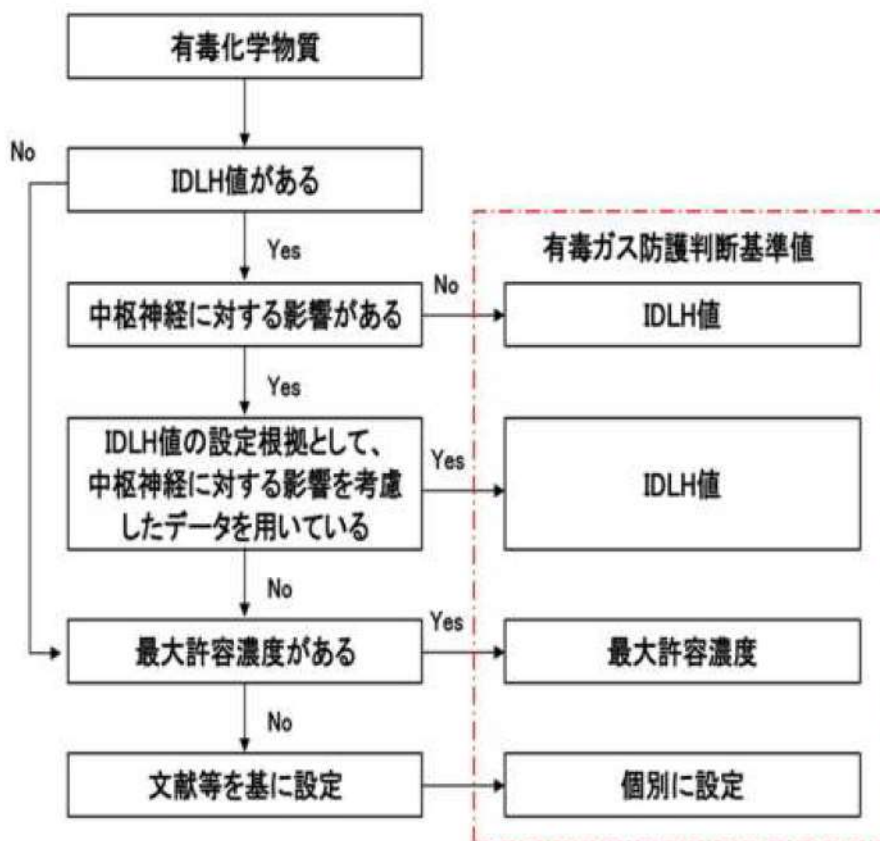 有毒化学物質
No
IDLH値がある
Yes
有毒ガス防護判断基準値
中枢神経に対する影響がある
No
IDLH値
Yes
IDLH値の設定根拠として、
中枢神経に対する影響を考慮
したデータを用いている
Yes
IDLH値
No
最大許容濃度がある
Yes
最大許容濃度
No
文献等を基に設定
個別に設定